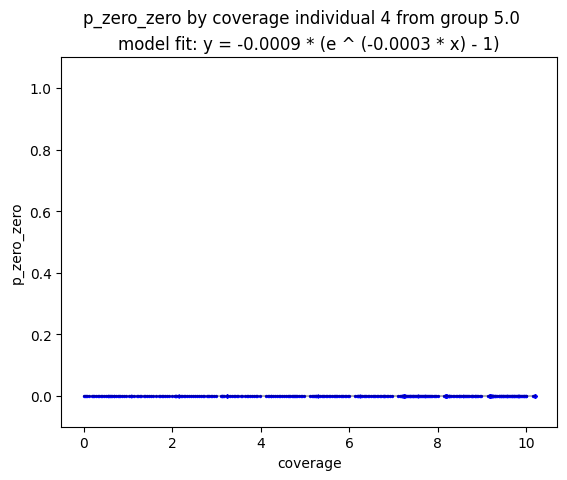 p_zero_zero by coverage individual 4 from group 5.0
model fit: y = -0.0009 * (e ^ (-0.0003 * x) - 1)
1.0
0.8
0.6
0.4
0.2
0.0
p_zero_zero
0 2 4 6 8 10
coverage